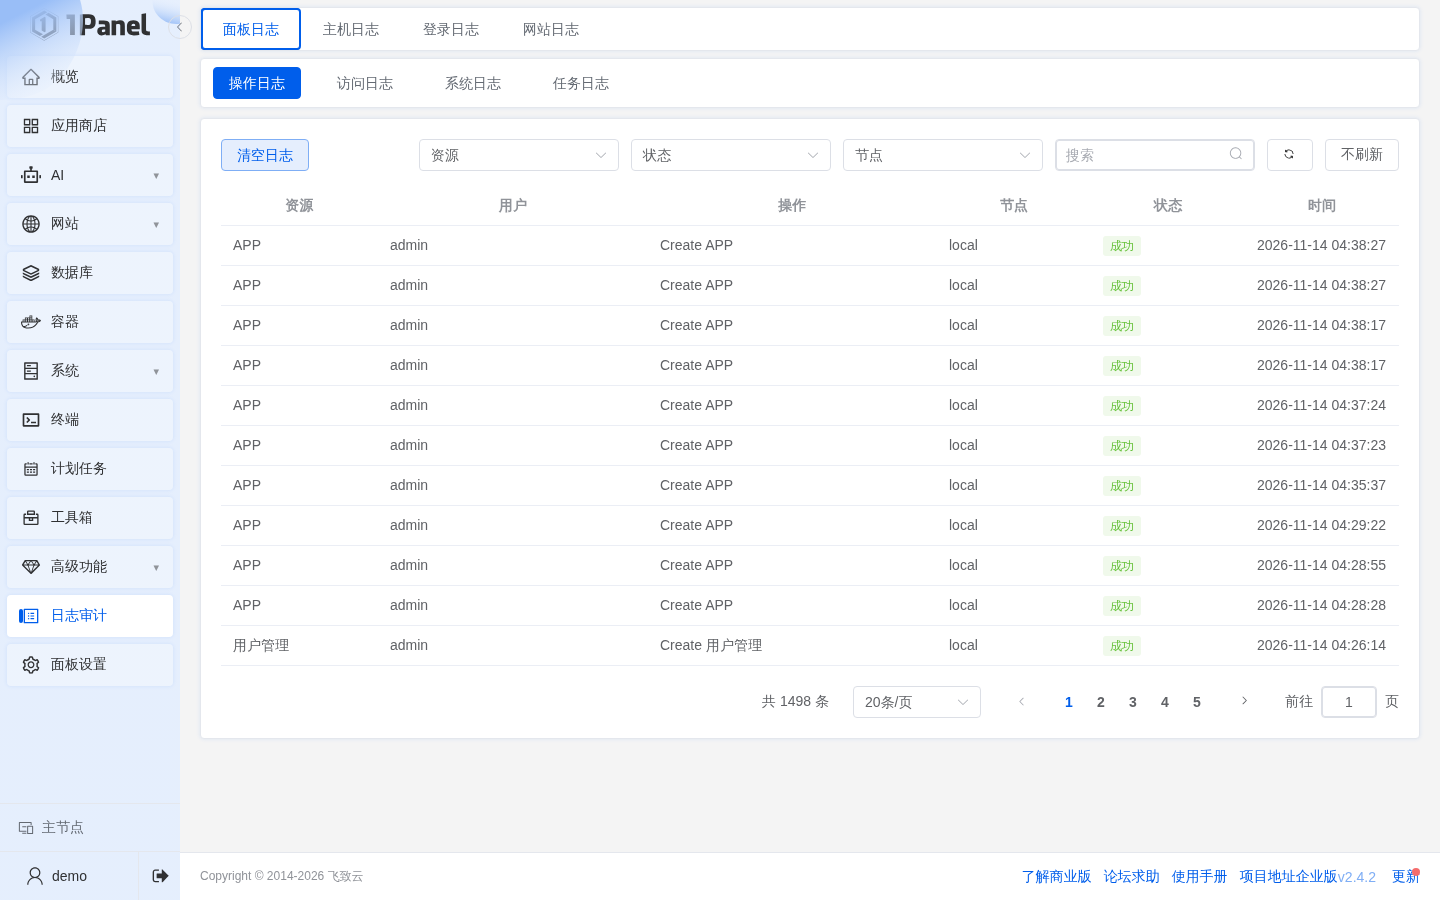 1Panel
概览
应用商店
AI
网站
数据库
容器
系统
终端
计划任务
工具箱
高级功能
日志审计
面板设置
主节点
demo
面板日志 主机日志 登录日志 网站日志
操作日志 访问日志 系统日志 任务日志
清空日志 资源 状态 节点 搜索 不刷新
资源 用户 操作 节点 状态 时间
APP admin Create APP local 成功 2026-11-14 04:38:27
APP admin Create APP local 成功 2026-11-14 04:38:27
APP admin Create APP local 成功 2026-11-14 04:38:17
APP admin Create APP local 成功 2026-11-14 04:38:17
APP admin Create APP local 成功 2026-11-14 04:37:24
APP admin Create APP local 成功 2026-11-14 04:37:23
APP admin Create APP local 成功 2026-11-14 04:35:37
APP admin Create APP local 成功 2026-11-14 04:29:22
APP admin Create APP local 成功 2026-11-14 04:28:55
APP admin Create APP local 成功 2026-11-14 04:28:28
用户管理 admin Create 用户管理 local 成功 2026-11-14 04:26:14
共 1498 条 20条/页 1 2 3 4 5 前往 1 页
Copyright © 2014-2026 飞致云 了解商业版 论坛求助 使用手册 项目地址企业版v2.4.2 更新